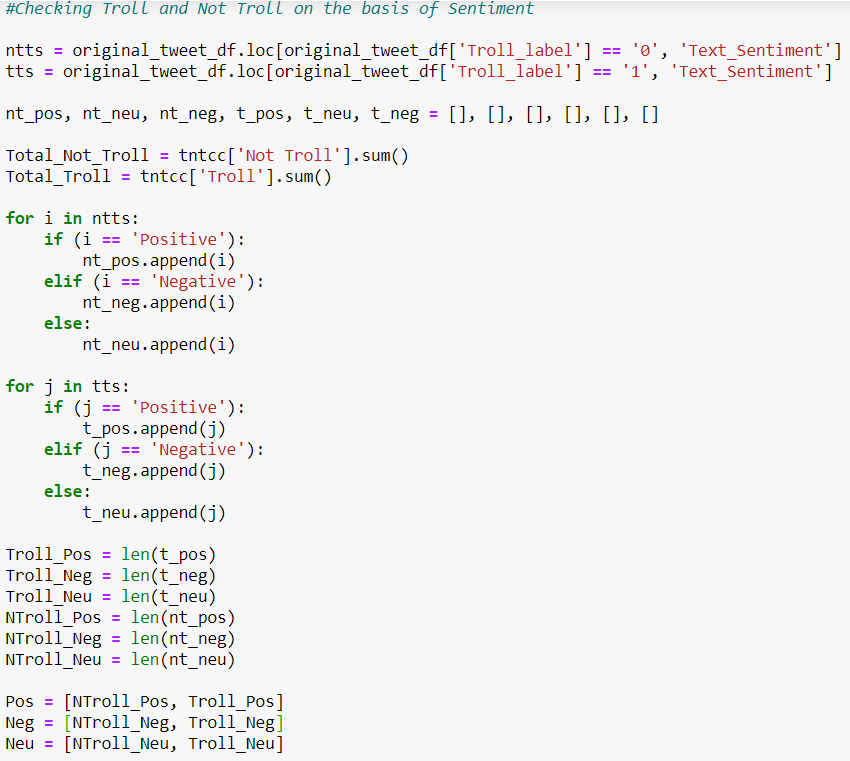 #Checking Troll and Not Troll on the basis of Sentiment

ntts = original_tweet_df.loc[original_tweet_df['Troll_label'] == '0', 'Text_Sentiment']
tts = original_tweet_df.loc[original_tweet_df['Troll_label'] == '1', 'Text_Sentiment']

nt_pos, nt_neu, nt_neg, t_pos, t_neu, t_neg = [], [], [], [], [], []

Total_Not_Troll = tntcc['Not Troll'].sum()
Total_Troll = tntcc['Troll'].sum()

for i in ntts:
    if (i == 'Positive'):
        nt_pos.append(i)
    elif (i == 'Negative'):
        nt_neg.append(i)
    else:
        nt_neu.append(i)

for j in tts:
    if (j == 'Positive'):
        t_pos.append(j)
    elif (j == 'Negative'):
        t_neg.append(j)
    else:
        t_neu.append(j)

Troll_Pos = len(t_pos)
Troll_Neg = len(t_neg)
Troll_Neu = len(t_neu)
NTroll_Pos = len(nt_pos)
NTroll_Neg = len(nt_neg)
NTroll_Neu = len(nt_neu)

Pos = [NTroll_Pos, Troll_Pos]
Neg = [NTroll_Neg, Troll_Neg]
Neu = [NTroll_Neu, Troll_Neu]